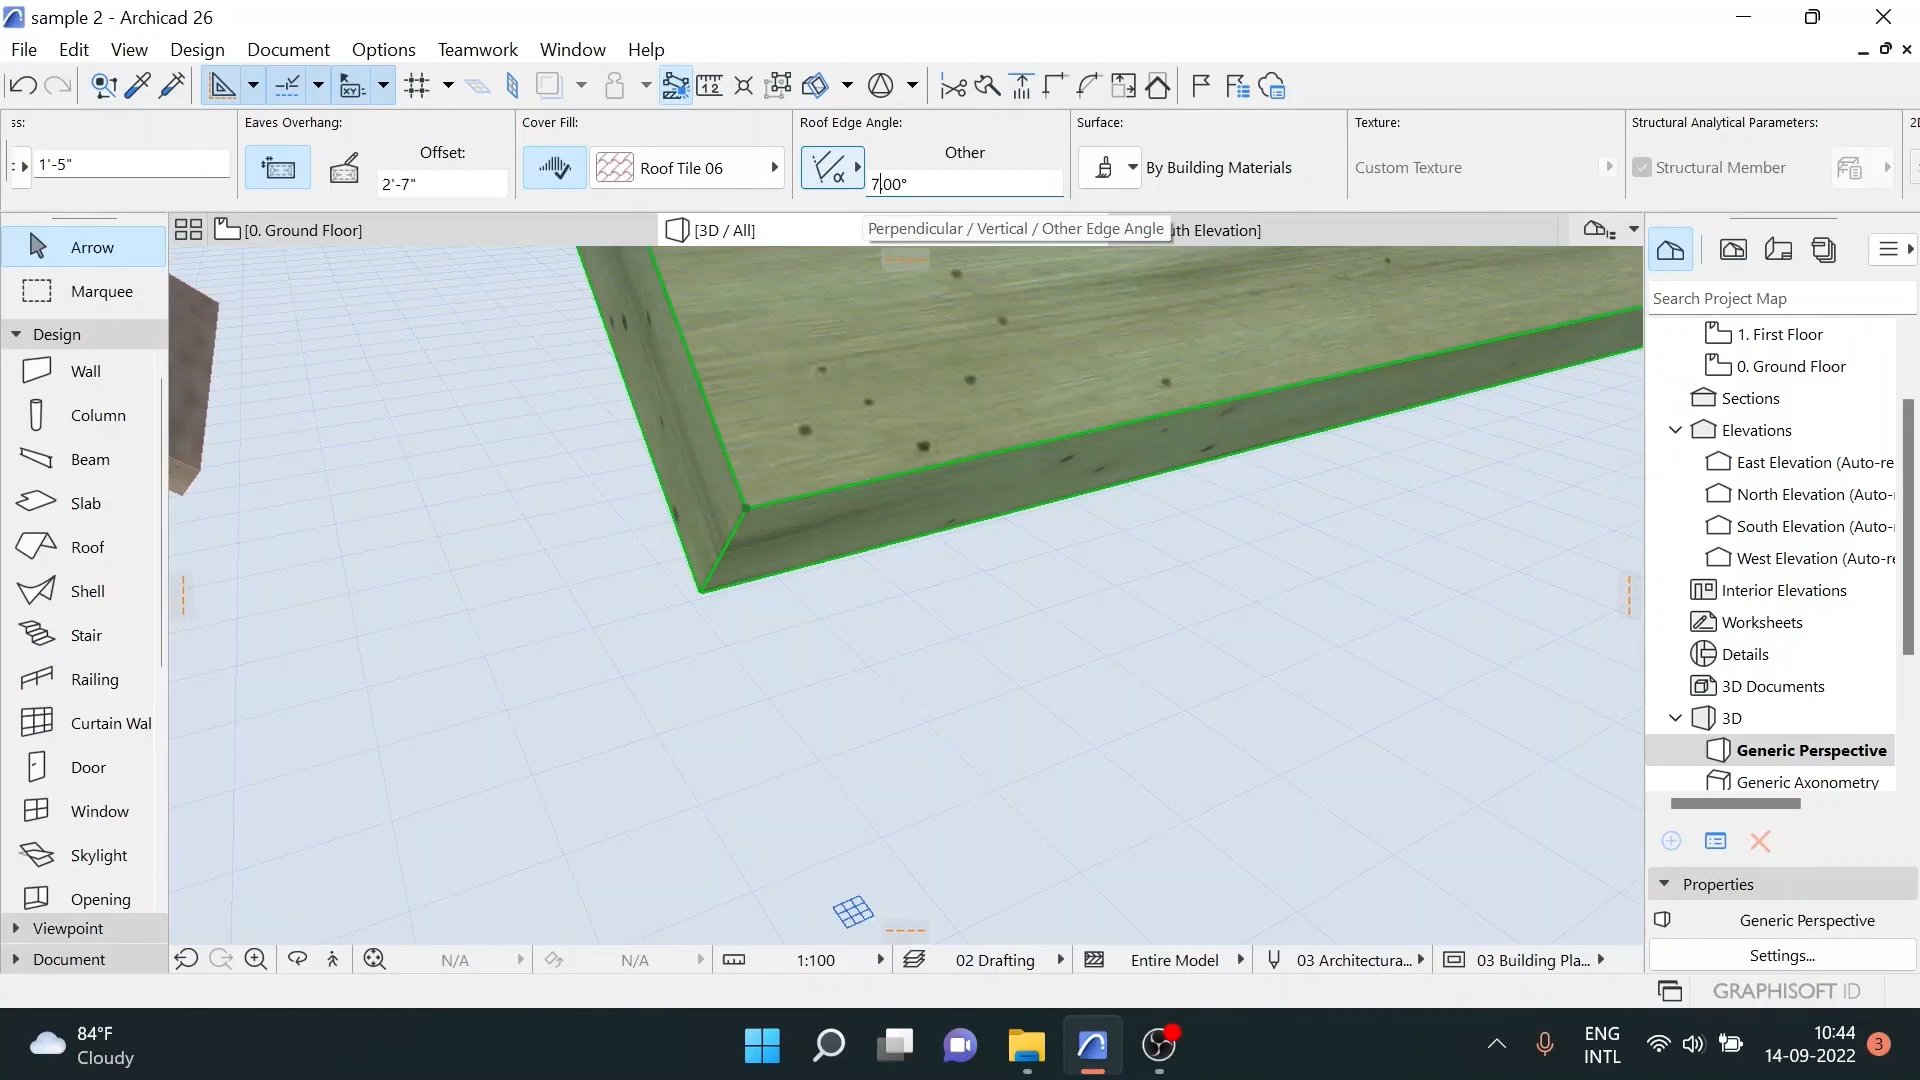 sample 2 - Archicad 26
File Edit View Design Document Options Teamwork Window Help
ss:
1'-5"
Eaves Overhang:
Offset:
2'-7"
Cover Fill:
Roof Tile 06
Roof Edge Angle:
Other
7.00°
Surface:
By Building Materials
Texture:
Custom Texture
Structural Analytical Parameters:
Structural Member
2D
[0. Ground Floor]
[3D / All]
Perpendicular / Vertical / Other Edge Angle
uth Elevation]
Arrow
Marquee
Design
Wall
Column
Beam
Slab
Roof
Shell
Stair
Railing
Curtain Wal
Door
Window
Skylight
Opening
Viewpoint
Document
Search Project Map
1. First Floor
0. Ground Floor
Sections
Elevations
East Elevation (Auto-re
North Elevation (Auto-
South Elevation (Auto-
West Elevation (Auto-re
Interior Elevations
Worksheets
Details
3D Documents
3D
Generic Perspective
Generic Axonometry
Properties
Generic Perspective
Settings...
N/A
N/A
1:100
02 Drafting
Entire Model
03 Architectura...
03 Building Pla...
GRAPHISOFT ID
84°F
Cloudy
ENG
INTL
10:44
14-09-2022
3